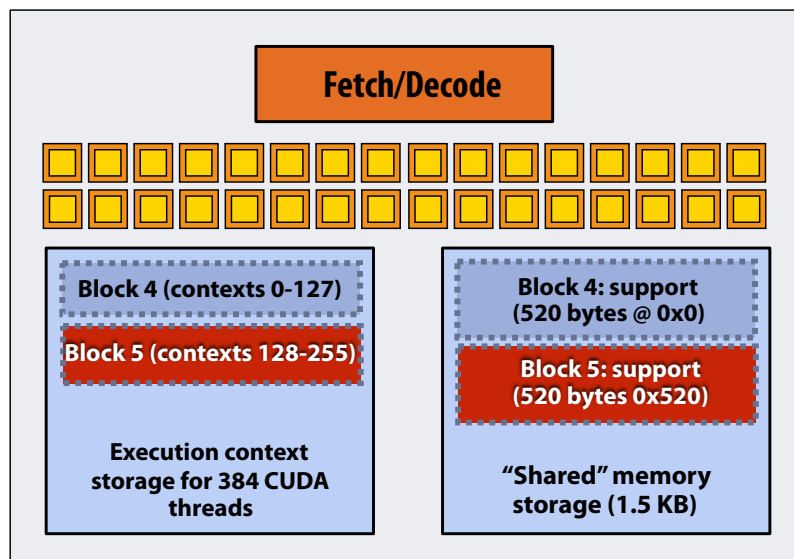 Fetch/Decode
Block 4 (contexts 0-127)
Block 5 (contexts 128-255)
Execution context
storage for 384 CUDA
threads
Block 4: support
(520 bytes @ 0x0)
Block 5: support
(520 bytes 0x520)
“Shared” memory
storage (1.5 KB)